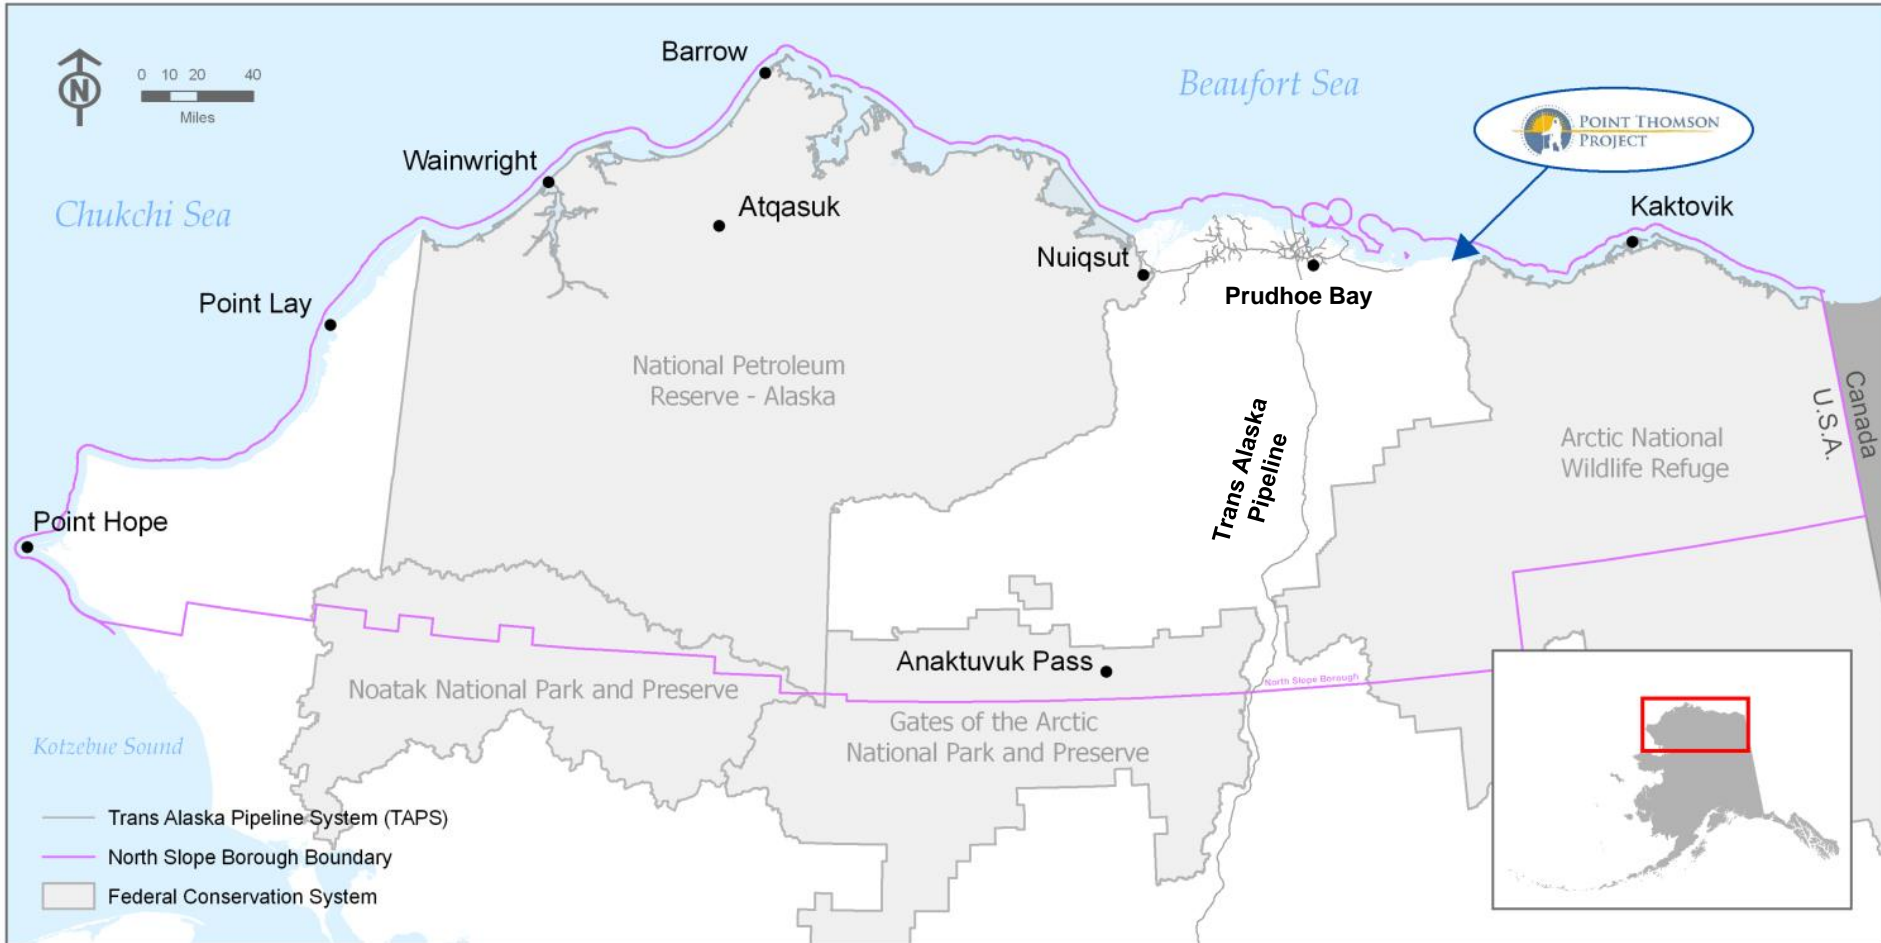 Barrow
Beaufort Sea
N
0 10 20 40
Miles
POINT THOMSON
PROJECT
Wainwright
Chukchi Sea
Atqasuk
Kaktovik
Nuiqsut
Prudhoe Bay
Point Lay
National Petroleum
Reserve - Alaska
Trans Alaska
Pipeline
Canada
U.S.A.
Arctic National
Wildlife Refuge
Point Hope
Anaktuvuk Pass
North Slope Borough
Noatak National Park and Preserve
Gates of the Arctic
National Park and Preserve
Kotzebue Sound
Trans Alaska Pipeline System (TAPS)
North Slope Borough Boundary
Federal Conservation System